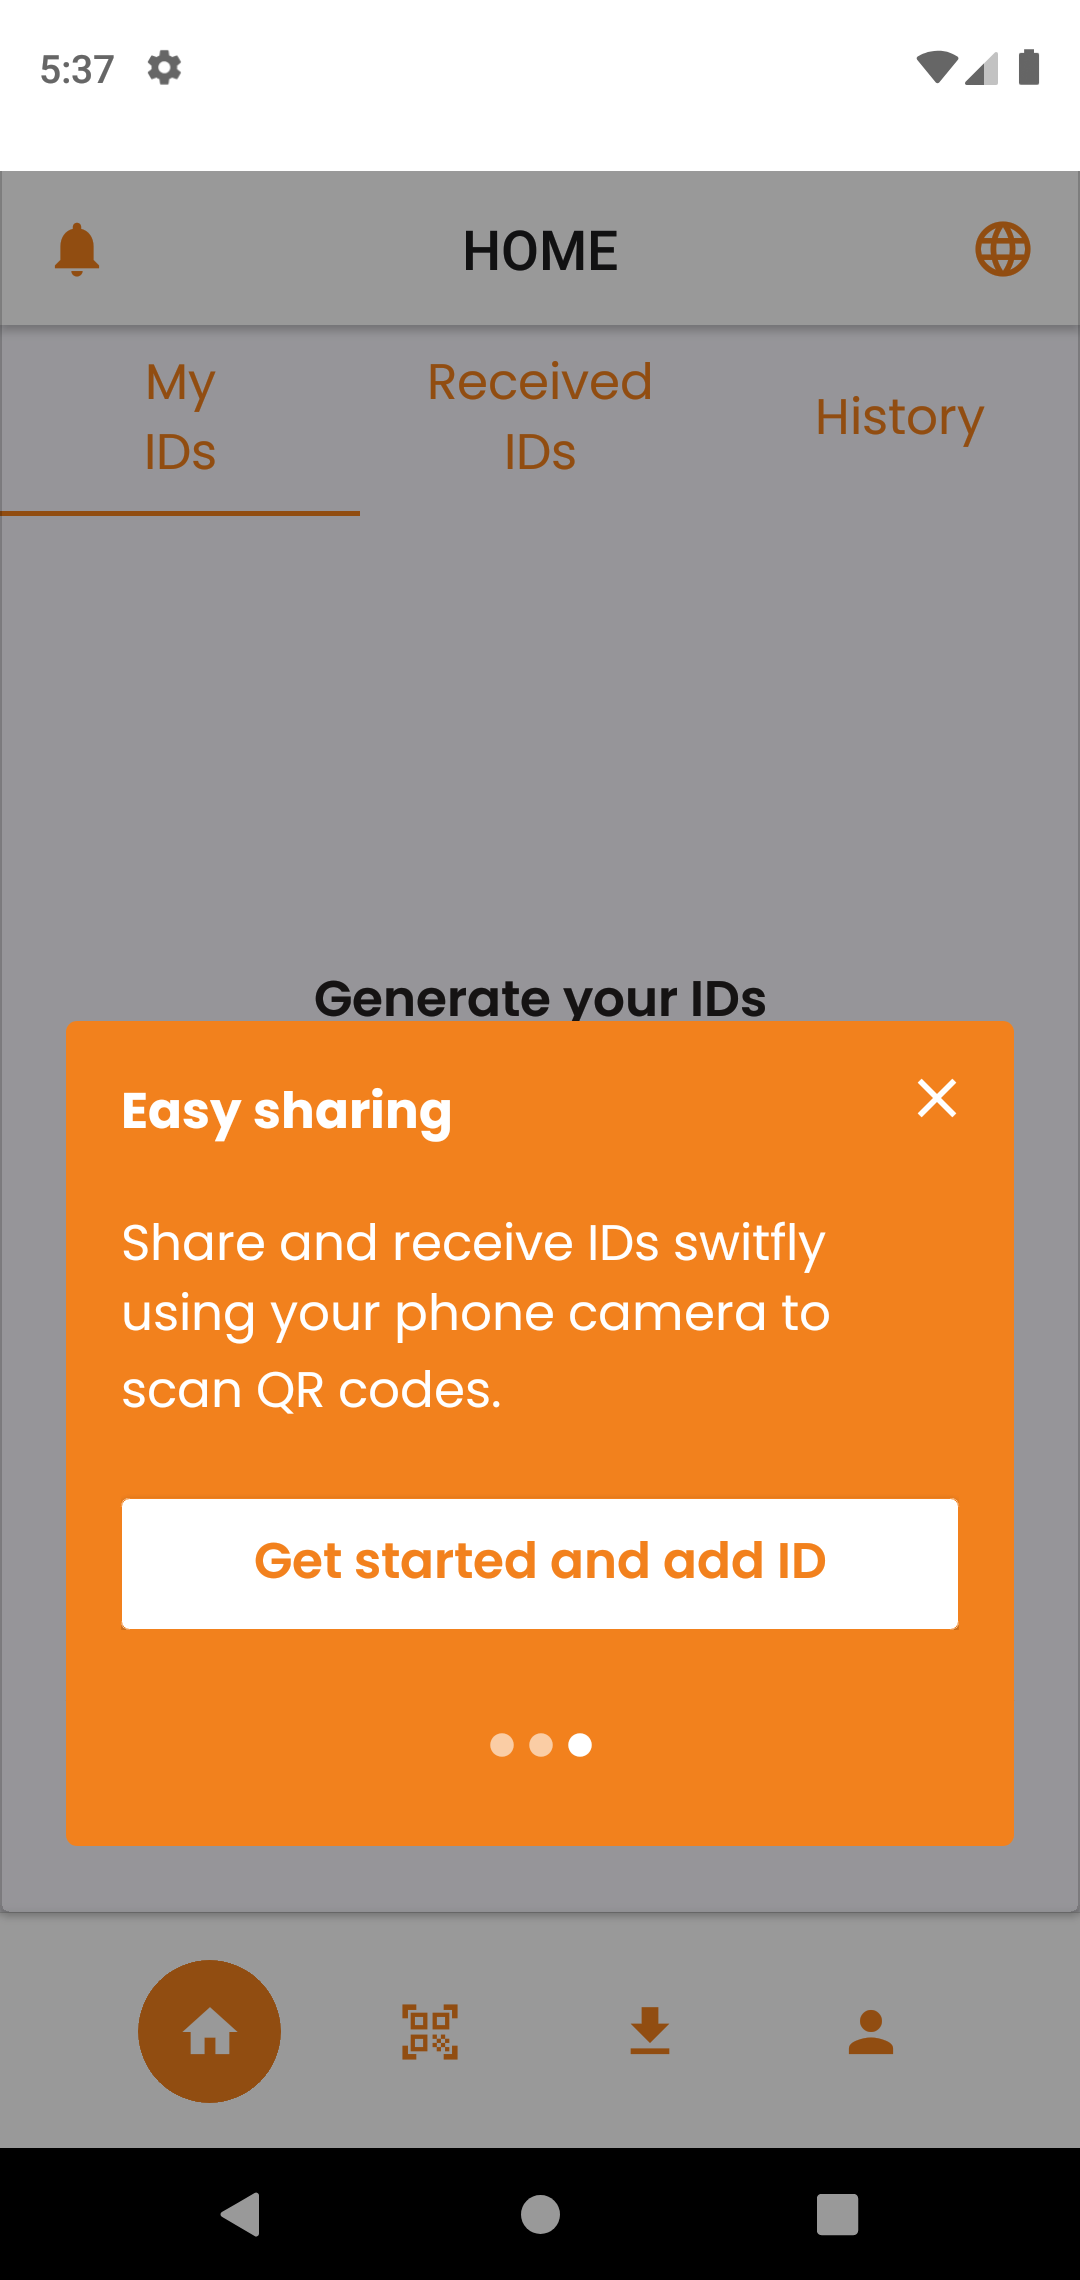 5:37
HOME
My
IDs
Received
IDs
History
Generate your IDs
Easy sharing
Share and receive IDs switfly
using your phone camera to
scan QR codes.
Get started and add ID